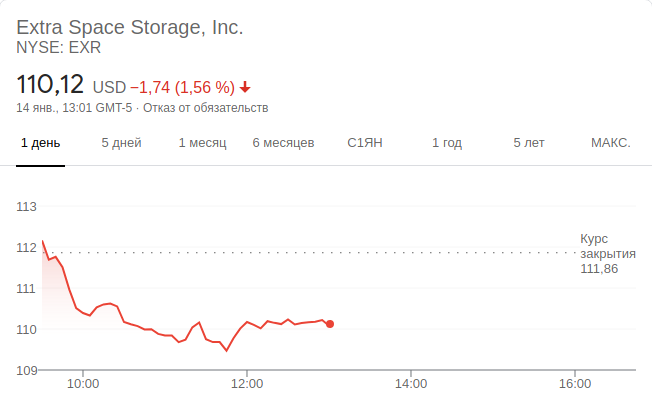 Extra Space Storage, Inc.
NYSE: EXR
110,12 USD −1,74 (1,56 %)
14 янв., 13:01 GMT-5 · Отказ от обязательств
1 день 5 дней 1 месяц 6 месяцев С1ЯН 1 год 5 лет МАКС.
113
112
111
110
109
Курс
закрытия
111,86
10:00 12:00 14:00 16:00